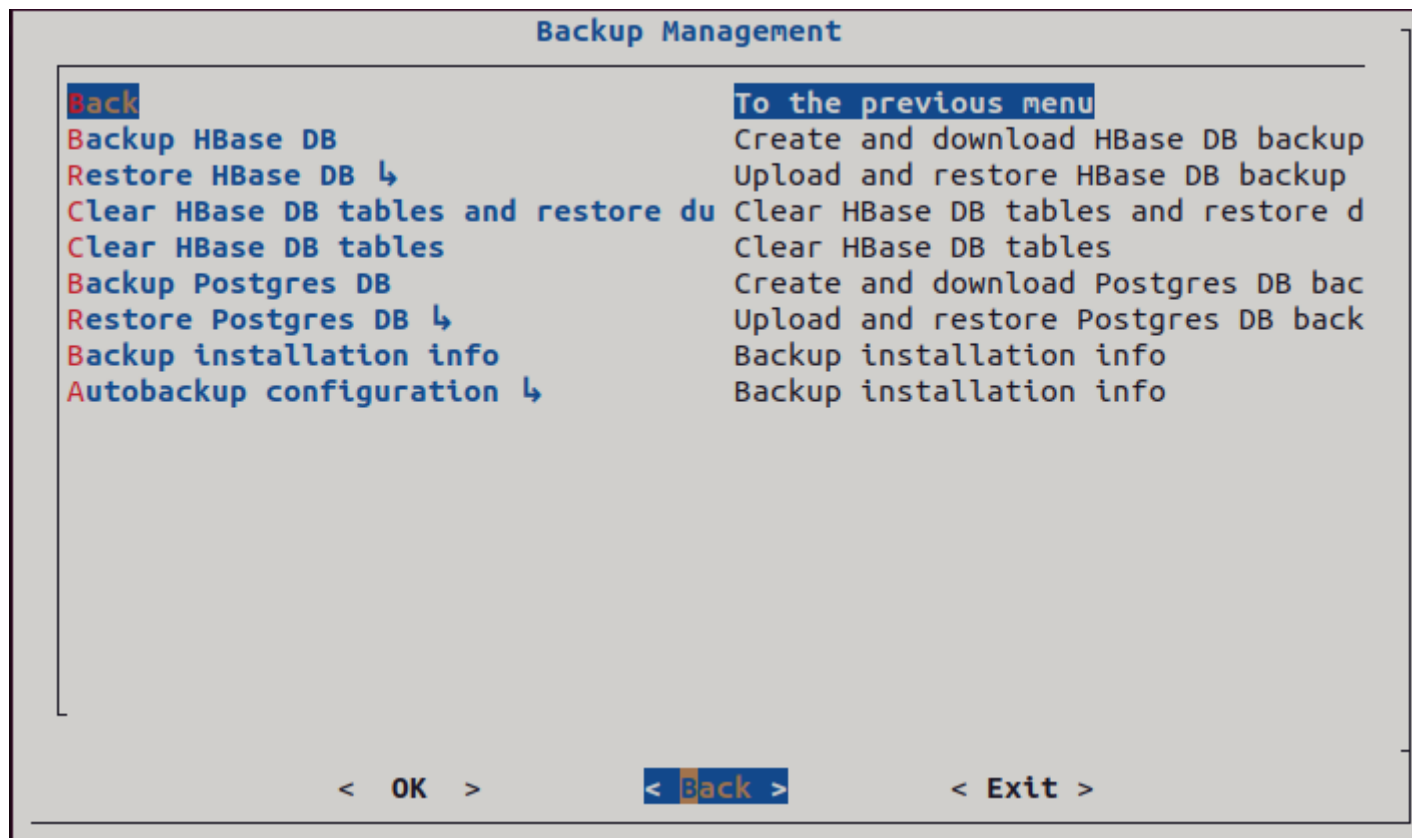 Backup Management
Back To the previous menu
Backup HBase DB Create and download HBase DB backup
Restore HBase DB ↳ Upload and restore HBase DB backup
Clear HBase DB tables and restore du Clear HBase DB tables and restore d
Clear HBase DB tables Clear HBase DB tables
Backup Postgres DB Create and download Postgres DB bac
Restore Postgres DB ↳ Upload and restore Postgres DB back
Backup installation info Backup installation info
Autobackup configuration ↳ Backup installation info
< OK > < Back > < Exit >